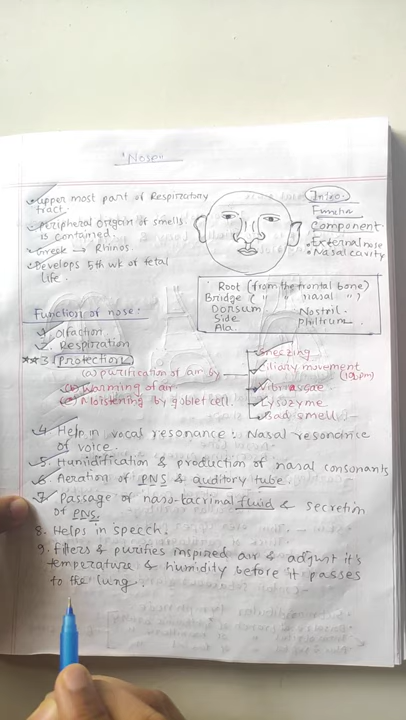 'Nose'
• upper most part of Respiratory
tract.
• Peripheral origain of smells
is contained.
• Greek → Rhinos
• Develops 5th wk of fetal
life.
Intro
Function
Component
• External nose
• Nasal cavity
Root (from the frontal bone)
Bridge ( " nasal " )
Dorsum
Side
Ala
Nostril.
Philtrum.
Function of nose:
1. Olfaction
2. Respiration
**3. Protection
(a) purification of air by
Sneezing
Ciliary movement
Vibrissae
Lysozyme
Bad smell
(b) Warming of air
(c) Moistening by goblet cell.
4. Help in vocal resonance: Nasal resonance
of voice.
5. Humidification & production of nasal consonants
6. Aeration of PNS & auditory tube.
7. Passage of naso-lacrimal fluid & secretion
of PNS.
8. Helps in speech.
9. Filters & purifies inspired air & adjust it's
temperature & humidity before it passes
to the lung.